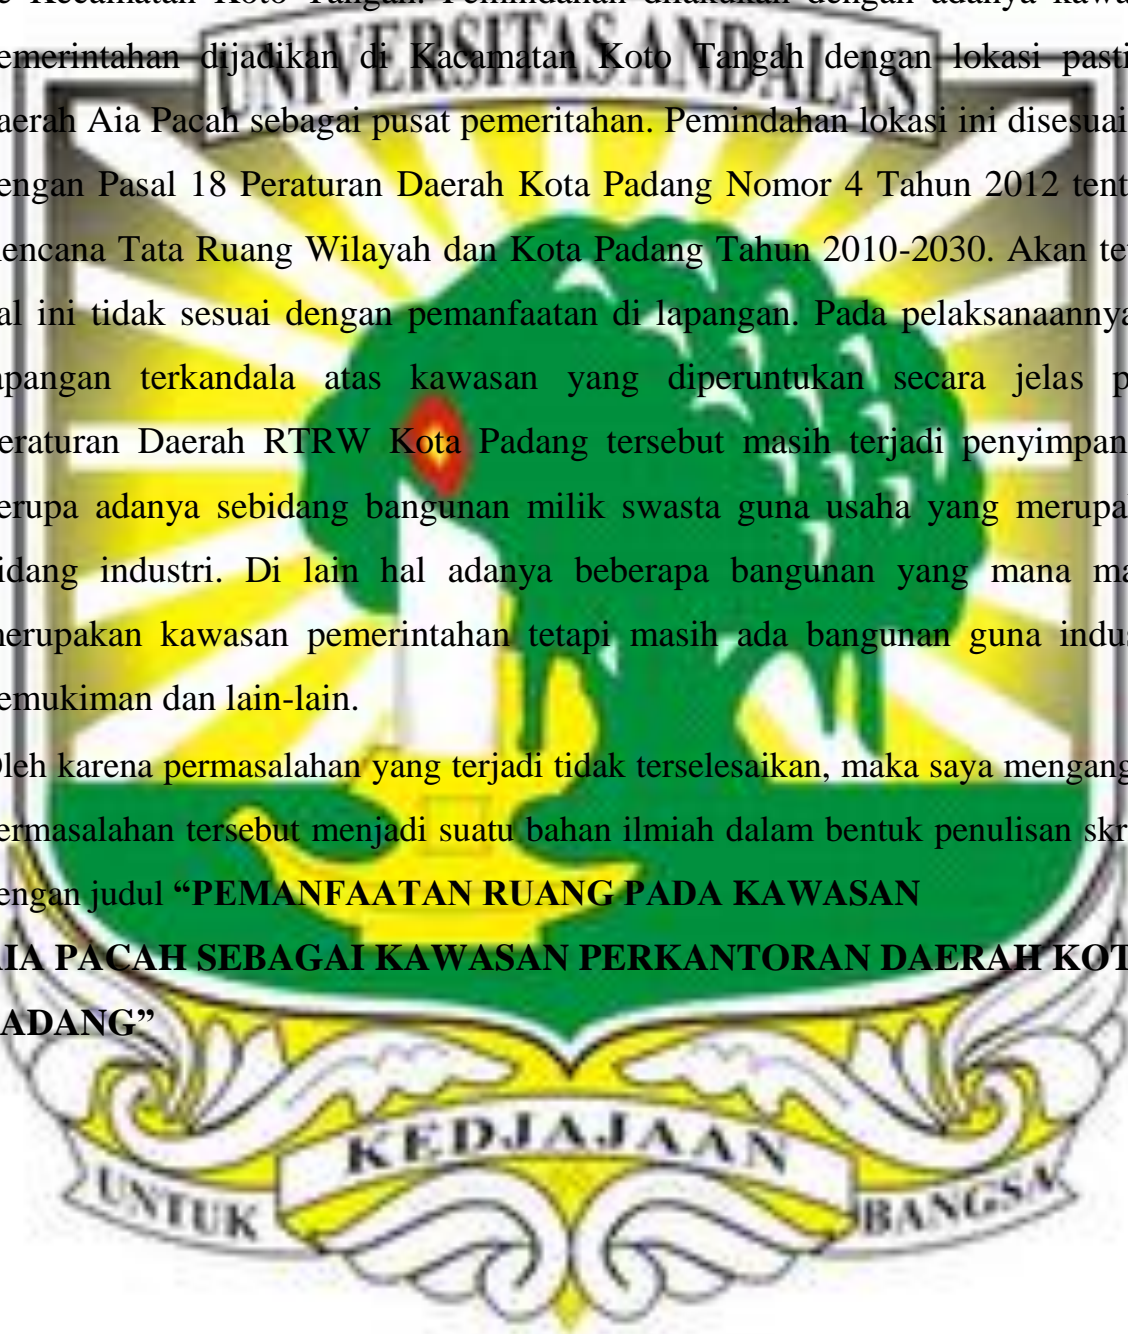 e Kecamatan Koto Tangah. Pemindahan dilakukan dengan adanya kawa
UNIVERSITAS ANDALAS
emerintahan dijadikan di Kacamatan Koto Tangah dengan lokasi pasti
aerah Aia Pacah sebagai pusat pemeritahan. Pemindahan lokasi ini disesuai
engan Pasal 18 Peraturan Daerah Kota Padang Nomor 4 Tahun 2012 tent
encana Tata Ruang Wilayah dan Kota Padang Tahun 2010-2030. Akan te
al ini tidak sesuai dengan pemanfaatan di lapangan. Pada pelaksanaannya
apangan terkandala atas kawasan yang diperuntukan secara jelas p
eraturan Daerah RTRW Kota Padang tersebut masih terjadi penyimpan
erupa adanya sebidang bangunan milik swasta guna usaha yang merupa
idang industri. Di lain hal adanya beberapa bangunan yang mana ma
merupakan kawasan pemerintahan tetapi masih ada bangunan guna indus
emukiman dan lain-lain.
Oleh karena permasalahan yang terjadi tidak terselesaikan, maka saya mengang
ermasalahan tersebut menjadi suatu bahan ilmiah dalam bentuk penulisan skr
engan judul “PEMANFAATAN RUANG PADA KAWASAN
AIA PACAH SEBAGAI KAWASAN PERKANTORAN DAERAH KOT
ADANG”
KEDJAJAAN
UNTUK BANGSA